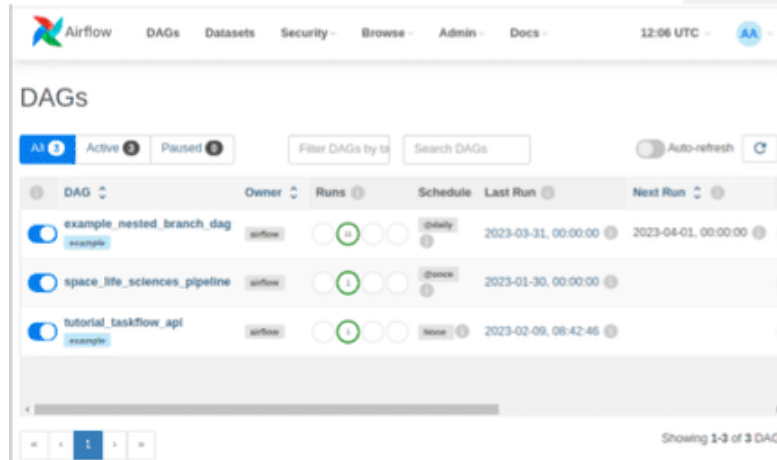 Airflow DAGs Datasets Security Browse Admin Docs 12:06 UTC AA
DAGs
All 3 Active 3 Paused 0 Filter DAGs by ta Search DAGs Auto-refresh
DAG Owner Runs Schedule Last Run Next Run
example_nested_branch_dag
airflow @daily 2023-03-31, 00:00:00 2023-04-01, 00:00:00
example
space_life_sciences_pipeline airflow 1 @once 2023-01-30, 00:00:00
tutorial_taskflow_api
airflow 1 None 2023-02-09, 08:42:46
example
« ‹ 1 › » Showing 1-3 of 3 DAG